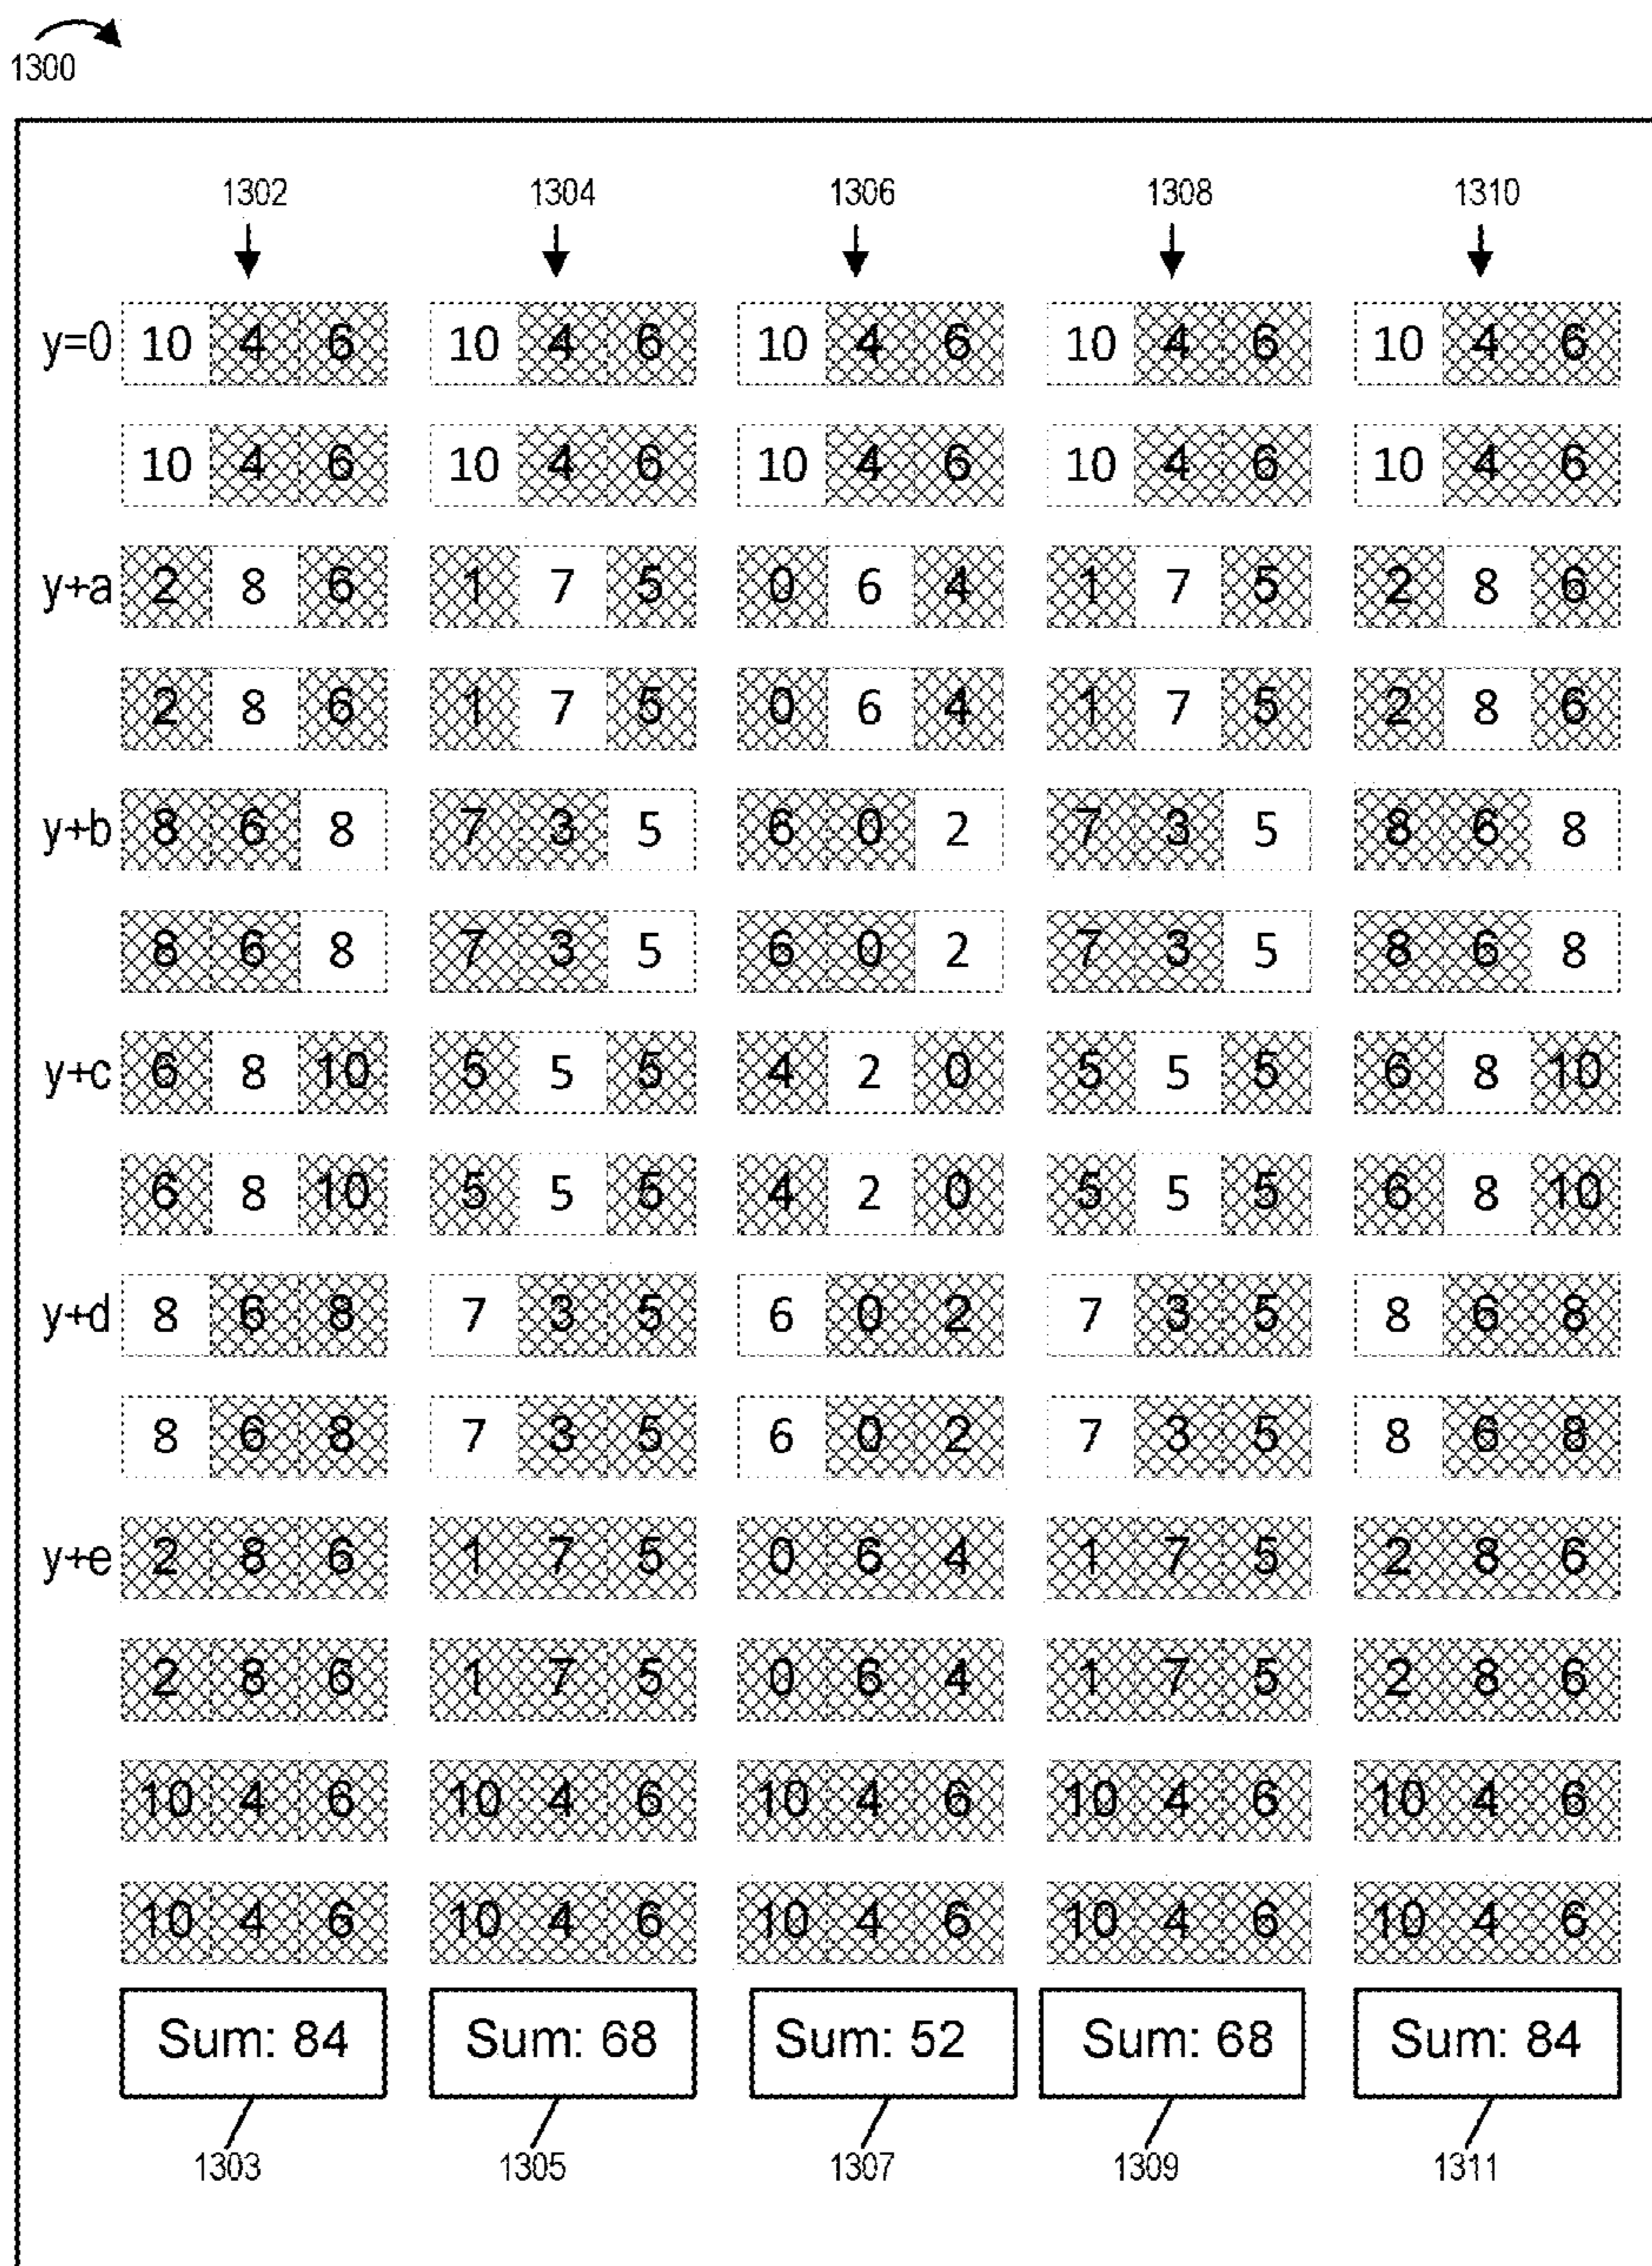 1300
1302 1304 1306 1308 1310
y=0 10 4 6 10 4 6 10 4 6 10 4 6 10 4 6
10 4 6 10 4 6 10 4 6 10 4 6 10 4 6
y+a 2 8 6 1 7 5 0 6 4 1 7 5 2 8 6
2 8 6 1 7 5 0 6 4 1 7 5 2 8 6
y+b 8 6 8 7 3 5 6 0 2 7 3 5 8 6 8
8 6 8 7 3 5 6 0 2 7 3 5 8 6 8
y+c 6 8 10 5 5 5 4 2 0 5 5 5 6 8 10
6 8 10 5 5 5 4 2 0 5 5 5 6 8 10
y+d 8 6 8 7 3 5 6 0 2 7 3 5 8 6 8
8 6 8 7 3 5 6 0 2 7 3 5 8 6 8
y+e 2 8 6 1 7 5 0 6 4 1 7 5 2 8 6
2 8 6 1 7 5 0 6 4 1 7 5 2 8 6
10 4 6 10 4 6 10 4 6 10 4 6 10 4 6
10 4 6 10 4 6 10 4 6 10 4 6 10 4 6
Sum: 84 Sum: 68 Sum: 52 Sum: 68 Sum: 84
1303 1305 1307 1309 1311